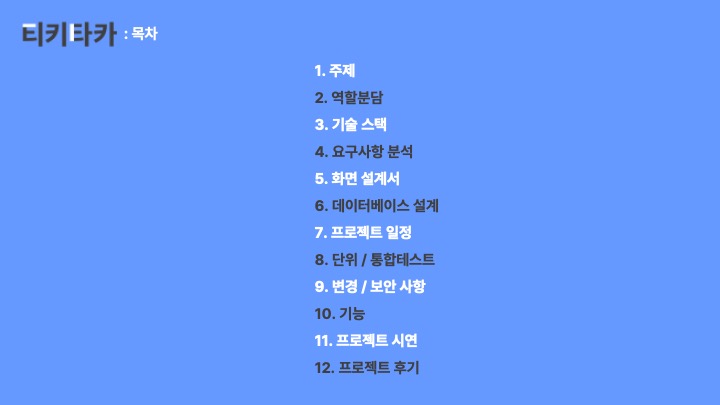 티키타카 : 목차
1. 주제
2. 역할분담
3. 기술 스택
4. 요구사항 분석
5. 화면 설계서
6. 데이터베이스 설계
7. 프로젝트 일정
8. 단위 / 통합테스트
9. 변경 / 보안 사항
10. 기능
11. 프로젝트 시연
12. 프로젝트 후기